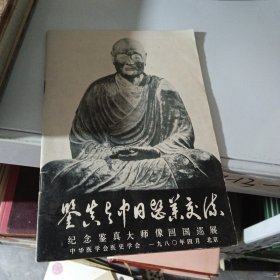 鉴真与中日医药交流
纪念鉴真大师像回国巡展
中华医学会医史学会 一九八〇年四月 北京